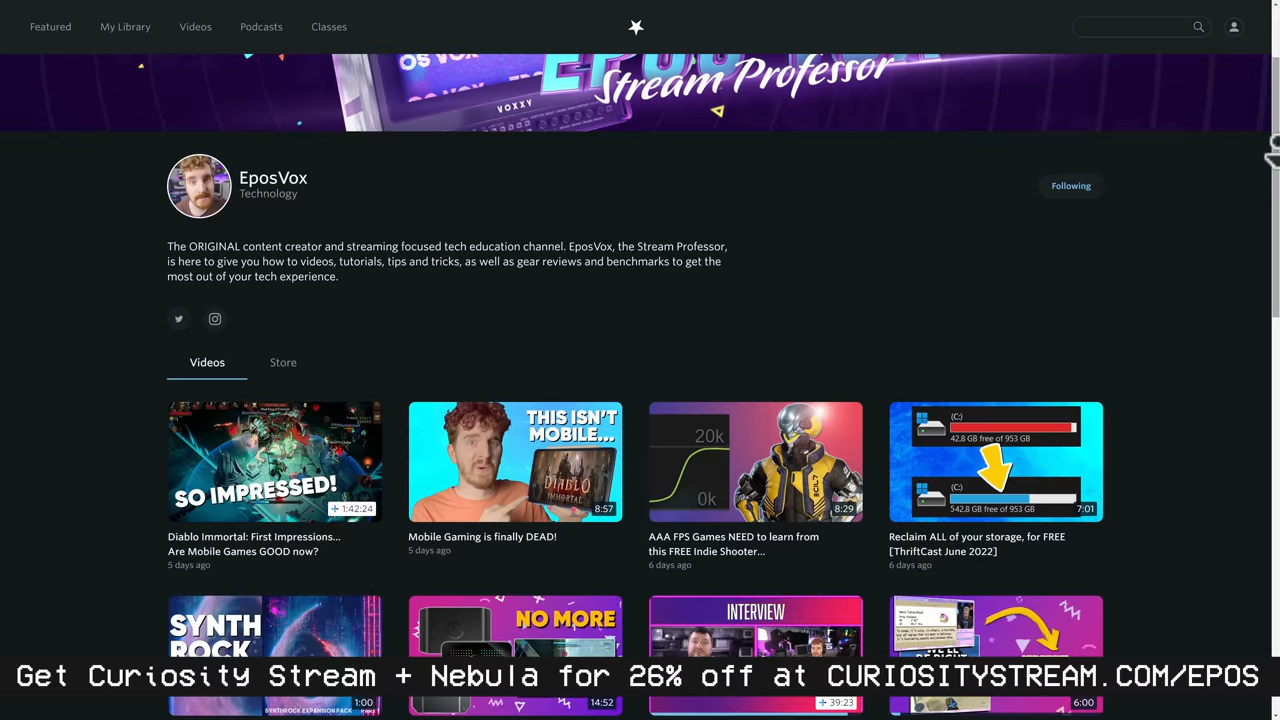 Featured
My Library
Videos
Podcasts
Classes
OS VOX
Stream Professor
VOXXV
EposVox
Technology
Following
The ORIGINAL content creator and streaming focused tech education channel. EposVox, the Stream Professor,
is here to give you how to videos, tutorials, tips and tricks, as well as gear reviews and benchmarks to get the
most out of your tech experience.
Videos
Store
SO IMPRESSED!
+ 1:42:24
THIS ISN'T
MOBILE...
DIABLO
IMMORTAL
8:57
20k
0k
8:29
(C:)
42.8 GB free of 953 GB
(C:)
542.8 GB free of 953 GB
7:01
Diablo Immortal: First Impressions...
Are Mobile Games GOOD now?
5 days ago
Mobile Gaming is finally DEAD!
5 days ago
AAA FPS Games NEED to learn from
this FREE Indie Shooter...
6 days ago
Reclaim ALL of your storage, for FREE
[ThriftCast June 2022]
6 days ago
SYNTH
ROCK
NO MORE
INTERVIEW
Get Curiosity Stream + Nebula for 26% off at CURIOSITYSTREAM.COM/EPOS
SYNTHROCK EXPANSION PACK
1:00
14:52
+ 39:23
6:00